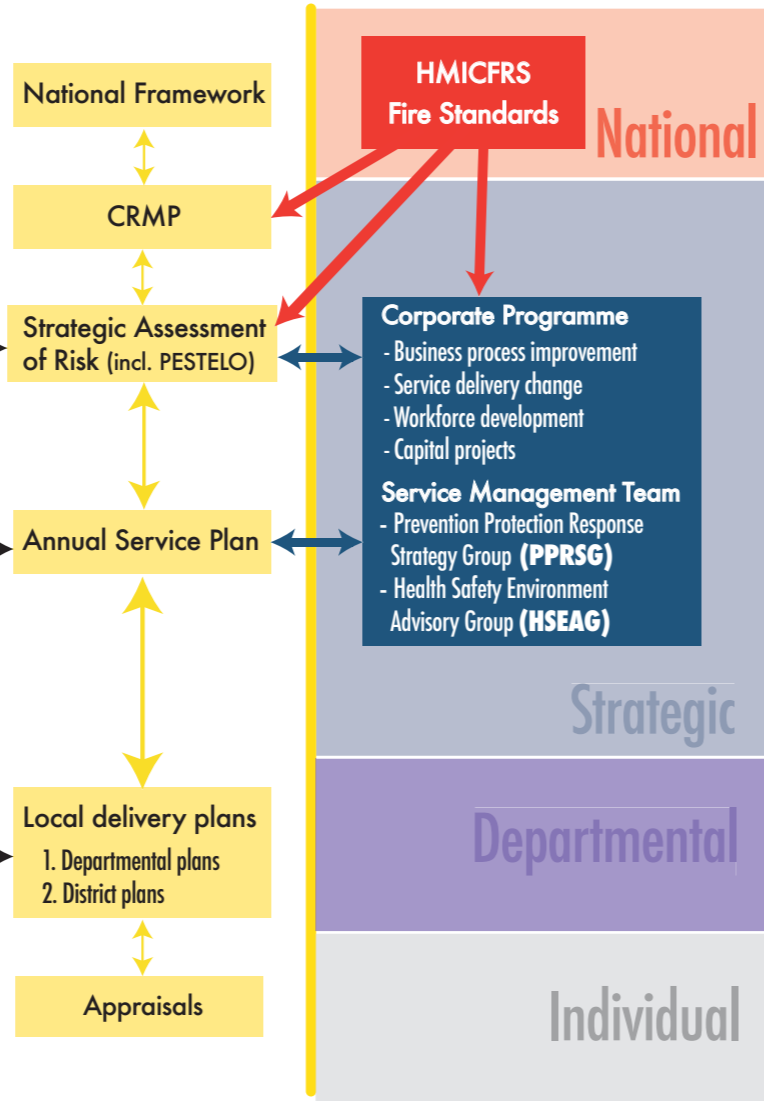 National Framework
CRMP
Strategic Assessment
of Risk (incl. PESTELO)
Annual Service Plan
Local delivery plans
1. Departmental plans
2. District plans
Appraisals
HMICFRS
Fire Standards
National
Corporate Programme
- Business process improvement
- Service delivery change
- Workforce development
- Capital projects
Service Management Team
- Prevention Protection Response
Strategy Group (PPRSG)
- Health Safety Environment
Advisory Group (HSEAG)
Strategic
Departmental
Individual